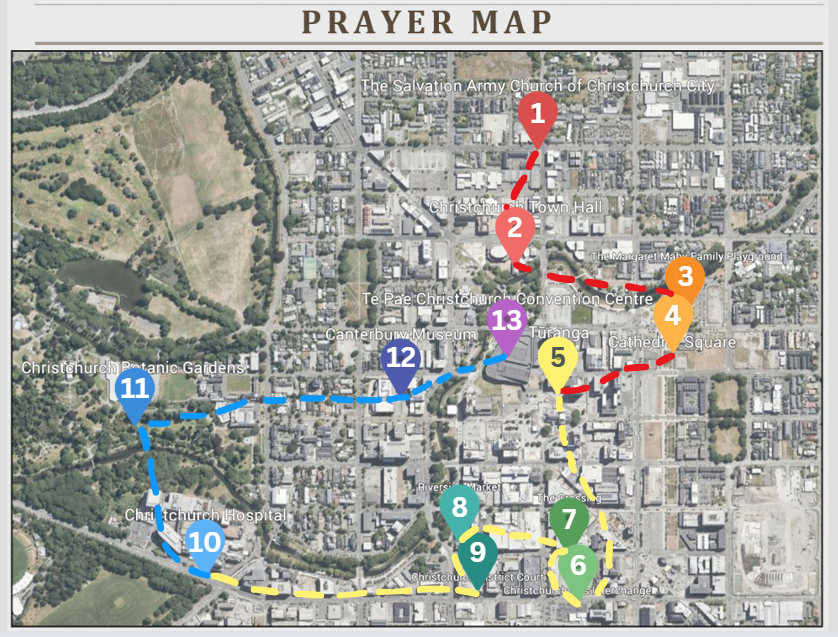 PRAYER MAP
The Salvation Army Church of Christchurch City
1
Christchurch Town Hall
2
The Margaret Mahy Family Playground
3
Te Pae Christchurch Convention Centre
4
13
Turanga
Canterbury Museum
Cathedral Square
5
12
Christchurch Botanic Gardens
11
Riverside Market
The Crossing
8
7
Christchurch Hospital
10
9
6
Christchurch District Court
Christchurch Bus Interchange